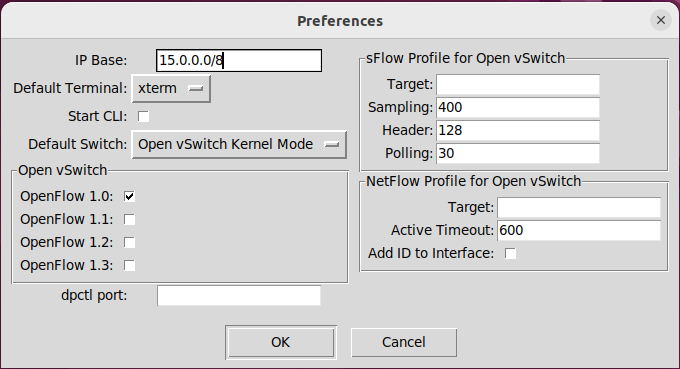 Preferences
IP Base: 15.0.0.0/8
Default Terminal: xterm
Start CLI:
Default Switch: Open vSwitch Kernel Mode
Open vSwitch
OpenFlow 1.0:
OpenFlow 1.1:
OpenFlow 1.2:
OpenFlow 1.3:
dpctl port:
sFlow Profile for Open vSwitch
Target:
Sampling: 400
Header: 128
Polling: 30
NetFlow Profile for Open vSwitch
Target:
Active Timeout: 600
Add ID to Interface:
OK
Cancel